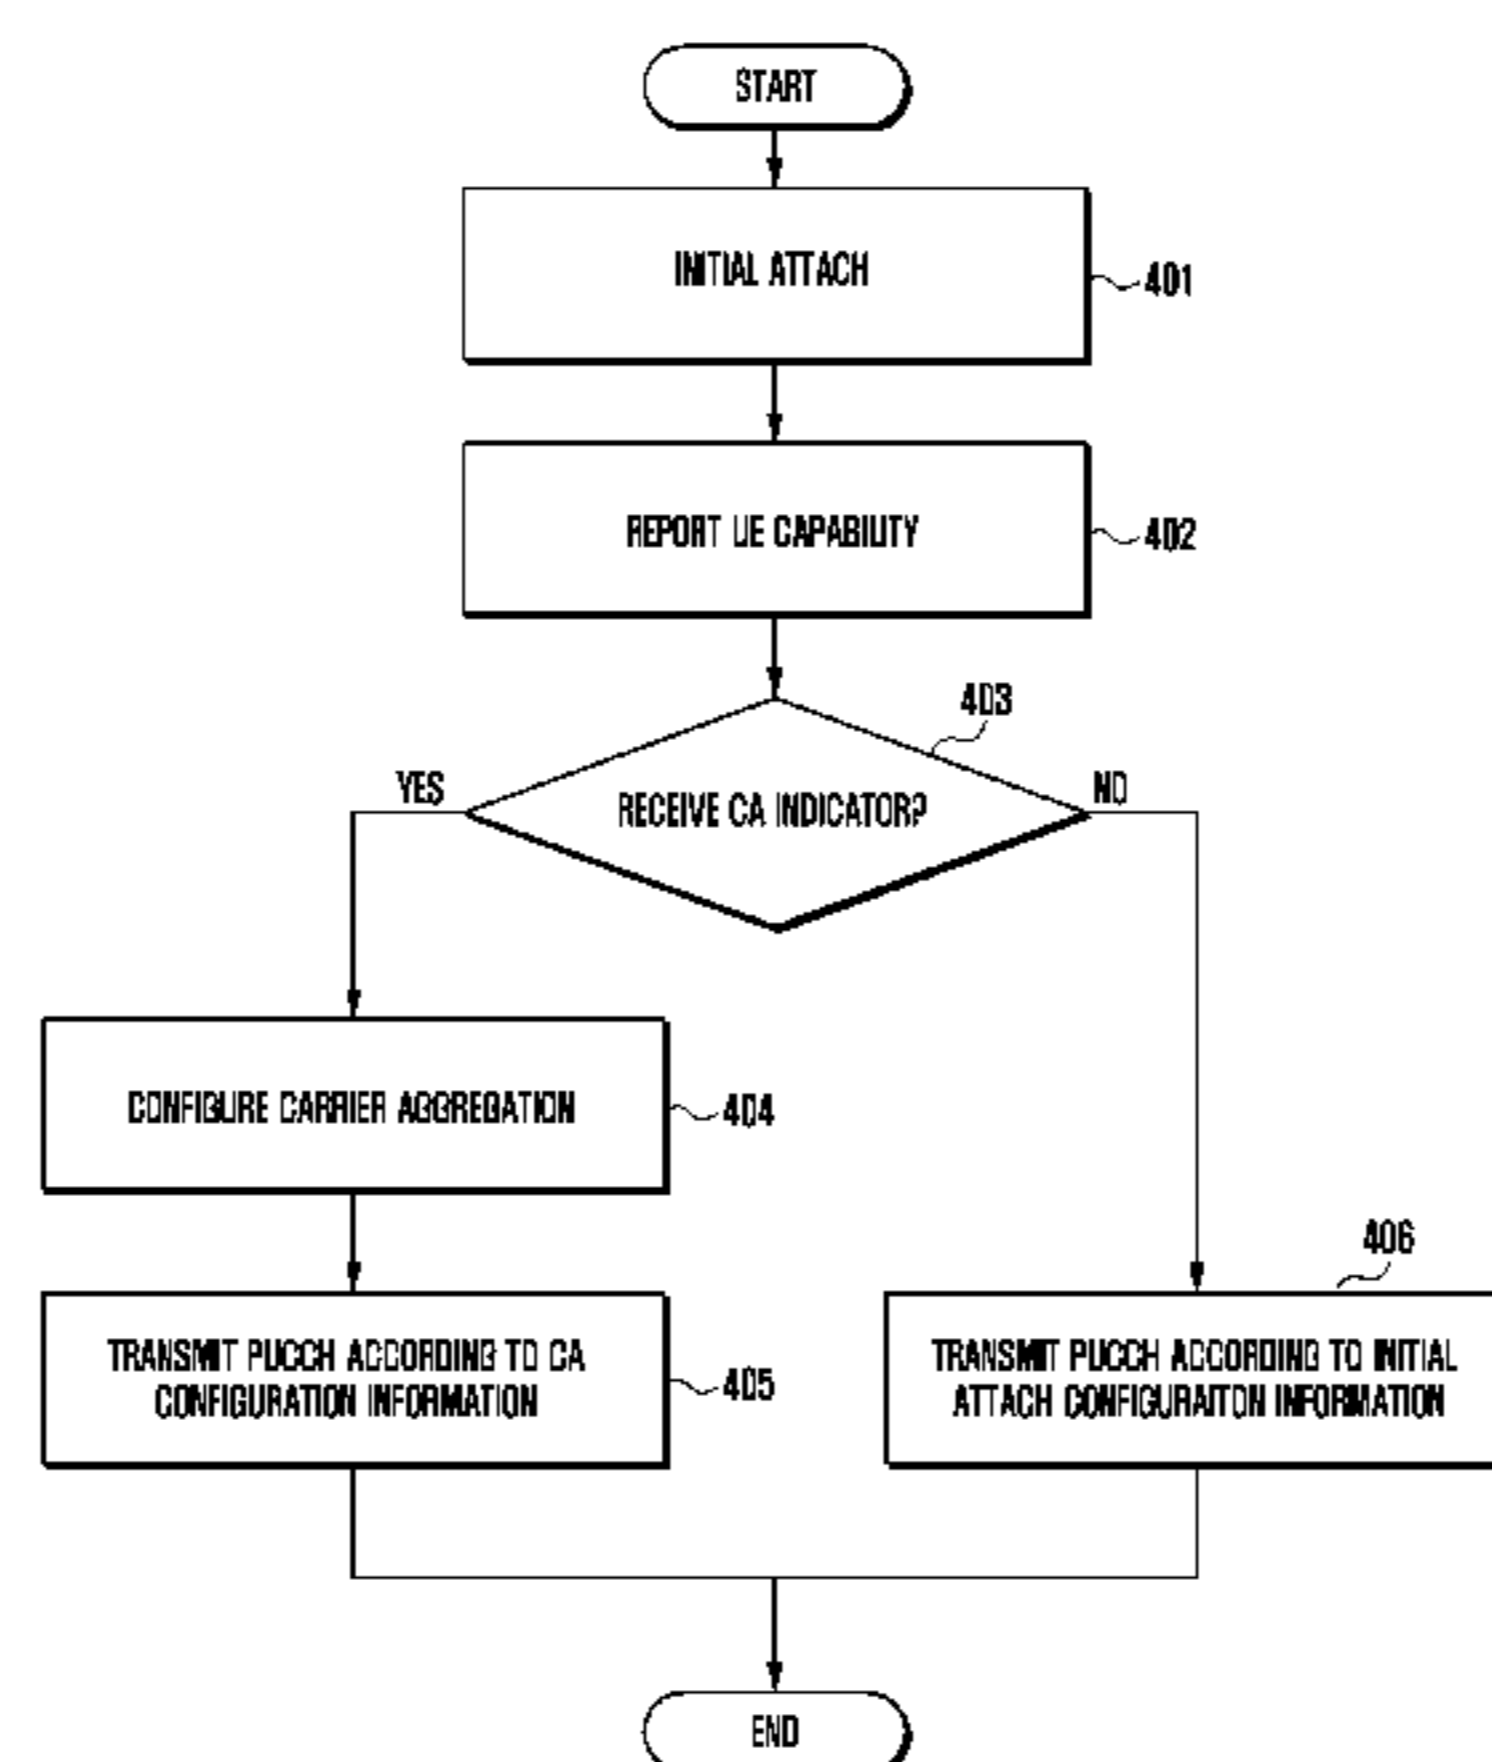 START
INITIAL ATTACH
401
REPORT UE CAPABILITY
402
403
YES
RECEIVE CA INDICATOR?
NO
CONFIGURE CARRIER AGGREGATION
404
406
TRANSMIT PUCCH ACCORDING TO CA
CONFIGURATION INFORMATION
405
TRANSMIT PUCCH ACCORDING TO INITIAL
ATTACH CONFIGURAITON INFORMATION
END